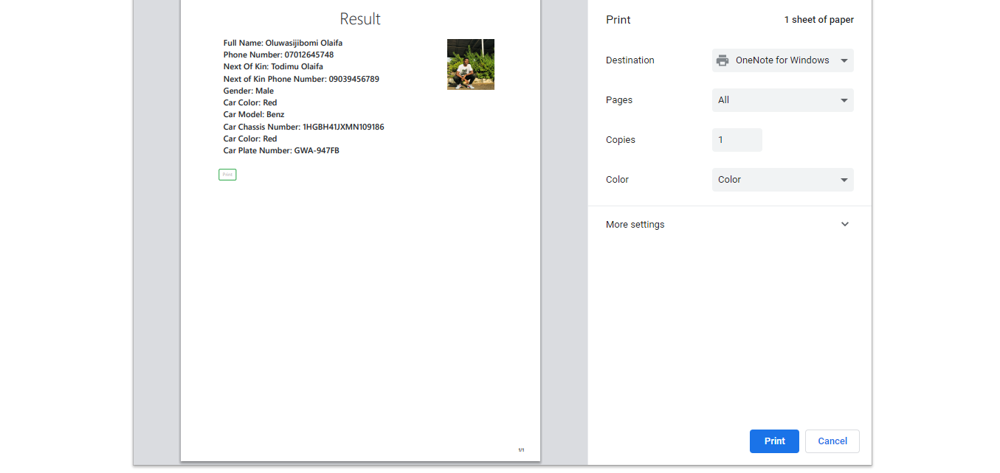 Result
Full Name: Oluwasijibomi Olaifa
Phone Number: 07012645748
Next Of Kin: Todimu Olaifa
Next of Kin Phone Number: 09039456789
Gender: Male
Car Color: Red
Car Model: Benz
Car Chassis Number: 1HGBH41JXMN109186
Car Color: Red
Car Plate Number: GWA-947FB
Print
1/1
Print
1 sheet of paper
Destination
OneNote for Windows
Pages
All
Copies
1
Color
Color
More settings
Print
Cancel